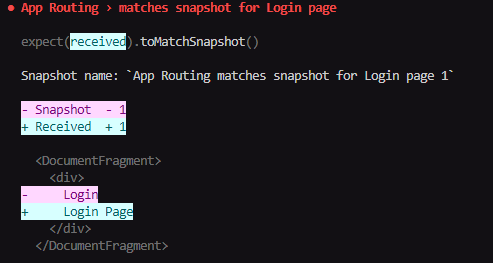 ● App Routing › matches snapshot for Login page
expect(received).toMatchSnapshot()
Snapshot name: `App Routing matches snapshot for Login page 1`
- Snapshot  - 1
+ Received  + 1
  <DocumentFragment>
    <div>
-     Login
+     Login Page
    </div>
  </DocumentFragment>